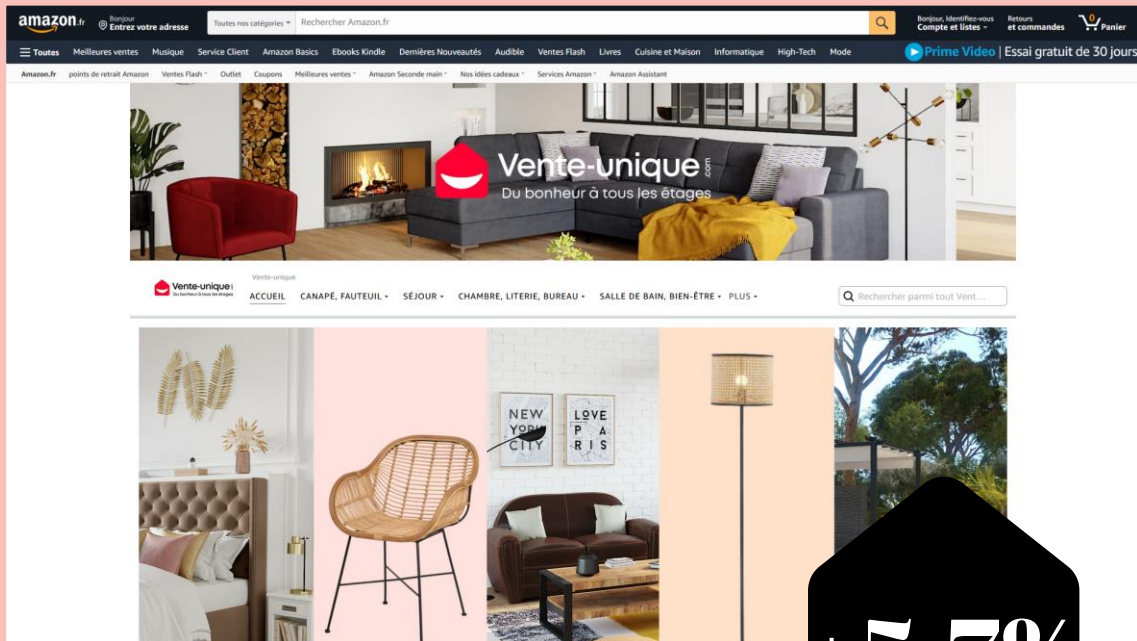 amazon.fr
Bonjour
Entrez votre adresse
Toutes nos catégories
Rechercher Amazon.fr
Bonjour, Identifiez-vous
Compte et listes
Retours
et commandes
0
Panier
Toutes Meilleures ventes Musique Service Client Amazon Basics Ebooks Kindle Dernières Nouveautés Audible Ventes Flash Livres Cuisine et Maison Informatique High-Tech Mode
Prime Video | Essai gratuit de 30 jours
Amazon.fr points de retrait Amazon Ventes Flash Outlet Coupons Meilleures ventes Amazon Seconde main Nos idées cadeaux Services Amazon Amazon Assistant
Vente-unique.com
Du bonheur à tous les étages
Vente-unique
Du bonheur à tous les étages
Vente-unique
ACCUEIL CANAPÉ, FAUTEUIL SÉJOUR CHAMBRE, LITERIE, BUREAU SALLE DE BAIN, BIEN-ÊTRE PLUS
Rechercher parmi tout Vent...
NEW
YORK
CITY
LOVE
P A
R I S